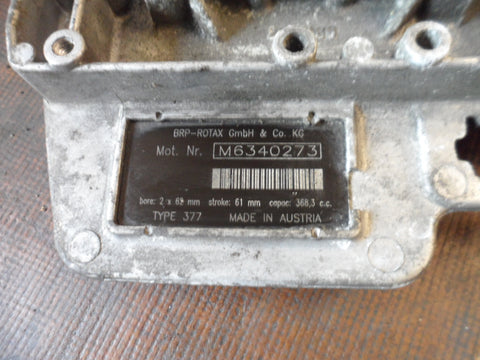 BRP-ROTAX GmbH & Co. KG
Mot. Nr. M6340273
bore: 2 x 62 mm stroke: 61 mm capac: 368,3 c.c.
TYPE 377 MADE IN AUSTRIA